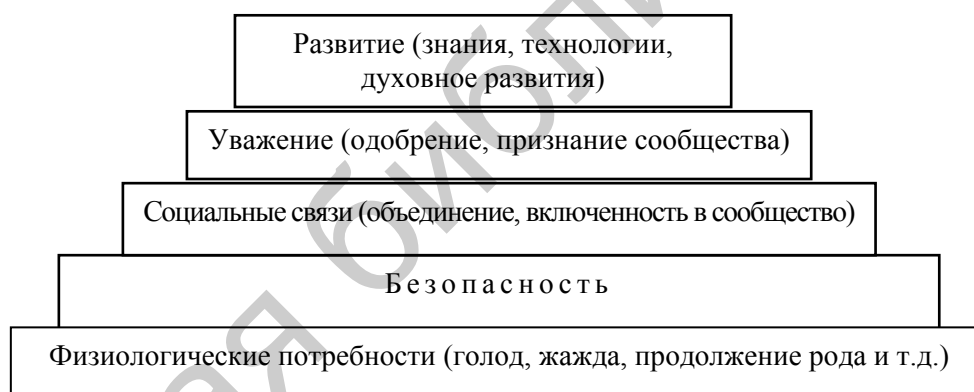 Развитие (знания, технологии,
духовное развития)
Уважение (одобрение, признание сообщества)
Социальные связи (объединение, включенность в сообщество)
Безопасность
Физиологические потребности (голод, жажда, продолжение рода и т.д.)